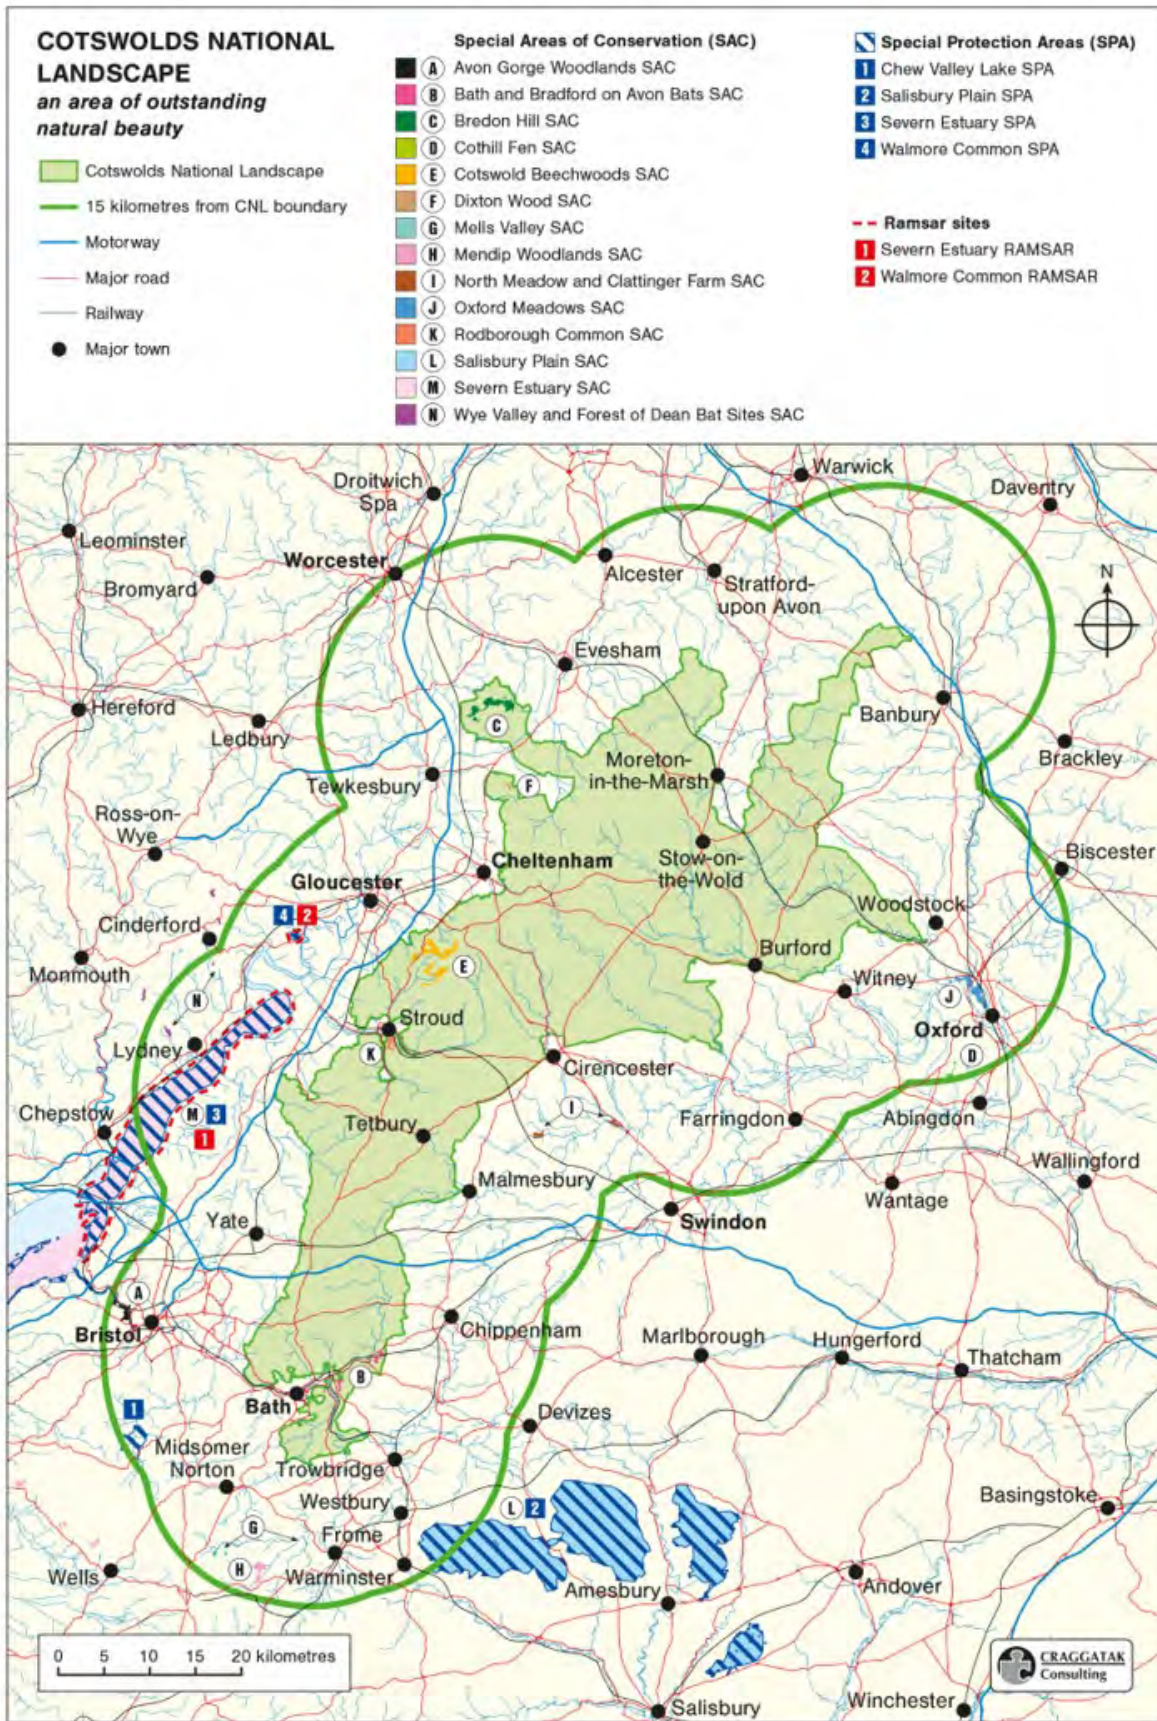 COTSWOLDS NATIONAL
LANDSCAPE
an area of outstanding
natural beauty
Cotswolds National Landscape
15 kilometres from CNL boundary
Motorway
Major road
Railway
Major town
Special Areas of Conservation (SAC)
A Avon Gorge Woodlands SAC
B Bath and Bradford on Avon Bats SAC
C Bredon Hill SAC
D Cothill Fen SAC
E Cotswold Beechwoods SAC
F Dixton Wood SAC
G Mells Valley SAC
H Mendip Woodlands SAC
I North Meadow and Clattinger Farm SAC
J Oxford Meadows SAC
K Rodborough Common SAC
L Salisbury Plain SAC
M Severn Estuary SAC
N Wye Valley and Forest of Dean Bat Sites SAC
Special Protection Areas (SPA)
1 Chew Valley Lake SPA
2 Salisbury Plain SPA
3 Severn Estuary SPA
4 Walmore Common SPA
Ramsar sites
1 Severn Estuary RAMSAR
2 Walmore Common RAMSAR
Droitwich
Spa
Warwick
Daventry
Leominster
Worcester
Alcester
Bromyard
Stratford-
upon Avon
N
Evesham
Hereford
Ledbury
C
Banbury
Brackley
Moreton-
in-the-Marsh
Tewkesbury
F
Ross-on-
Wye
Cheltenham
Stow-on-
the-Wold
Biscester
Gloucester
4 2
Woodstock
Cinderford
Burford
Monmouth
E
Witney
N
J
Stroud
Oxford
Lydney
K
Cirencester
D
Chepstow
M 3
1
I
Tetbury
Farringdon
Abingdon
Wallingford
Malmesbury
Wantage
Yate
Swindon
A
Bristol
Chippenham
Marlborough
Hungerford
Thatcham
B
Bath
1
Devizes
Midsomer
Norton
Trowbridge
Westbury
L 2
Basingstoke
G
Frome
H
Wells
Warminster
Amesbury
Andover
0 5 10 15 20 kilometres
CRAGGATAK
Consulting
Salisbury
Winchester